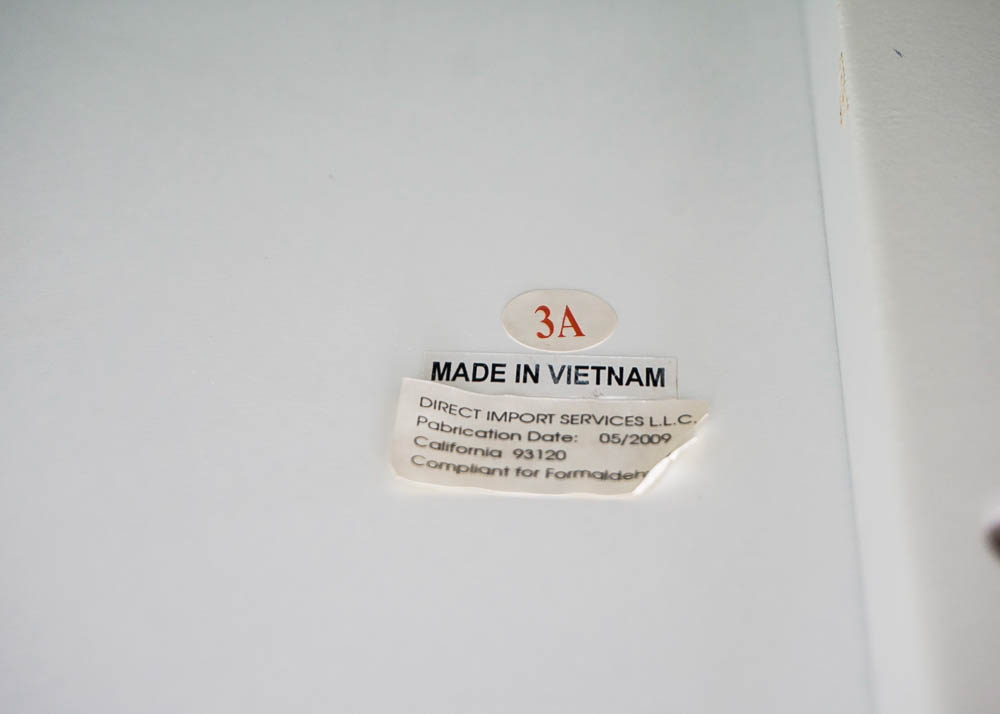 3A
MADE IN VIETNAM
DIRECT IMPORT SERVICES L.L.C.
Pabrication Date: 05/2009
California 93120
Compliant for